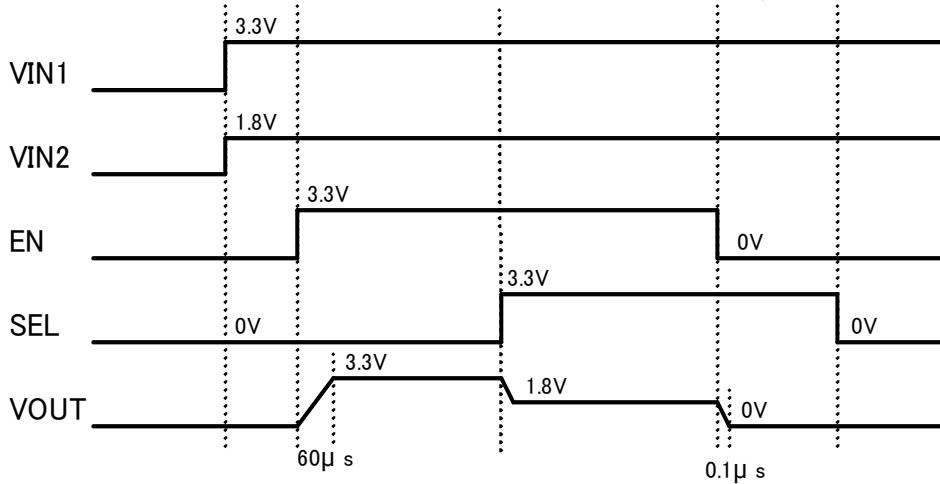 3.3V
VIN1
1.8V
VIN2
3.3V
EN
0V
3.3V
SEL
0V
0V
3.3V
1.8V
VOUT
0V
60μ s
0.1μ s